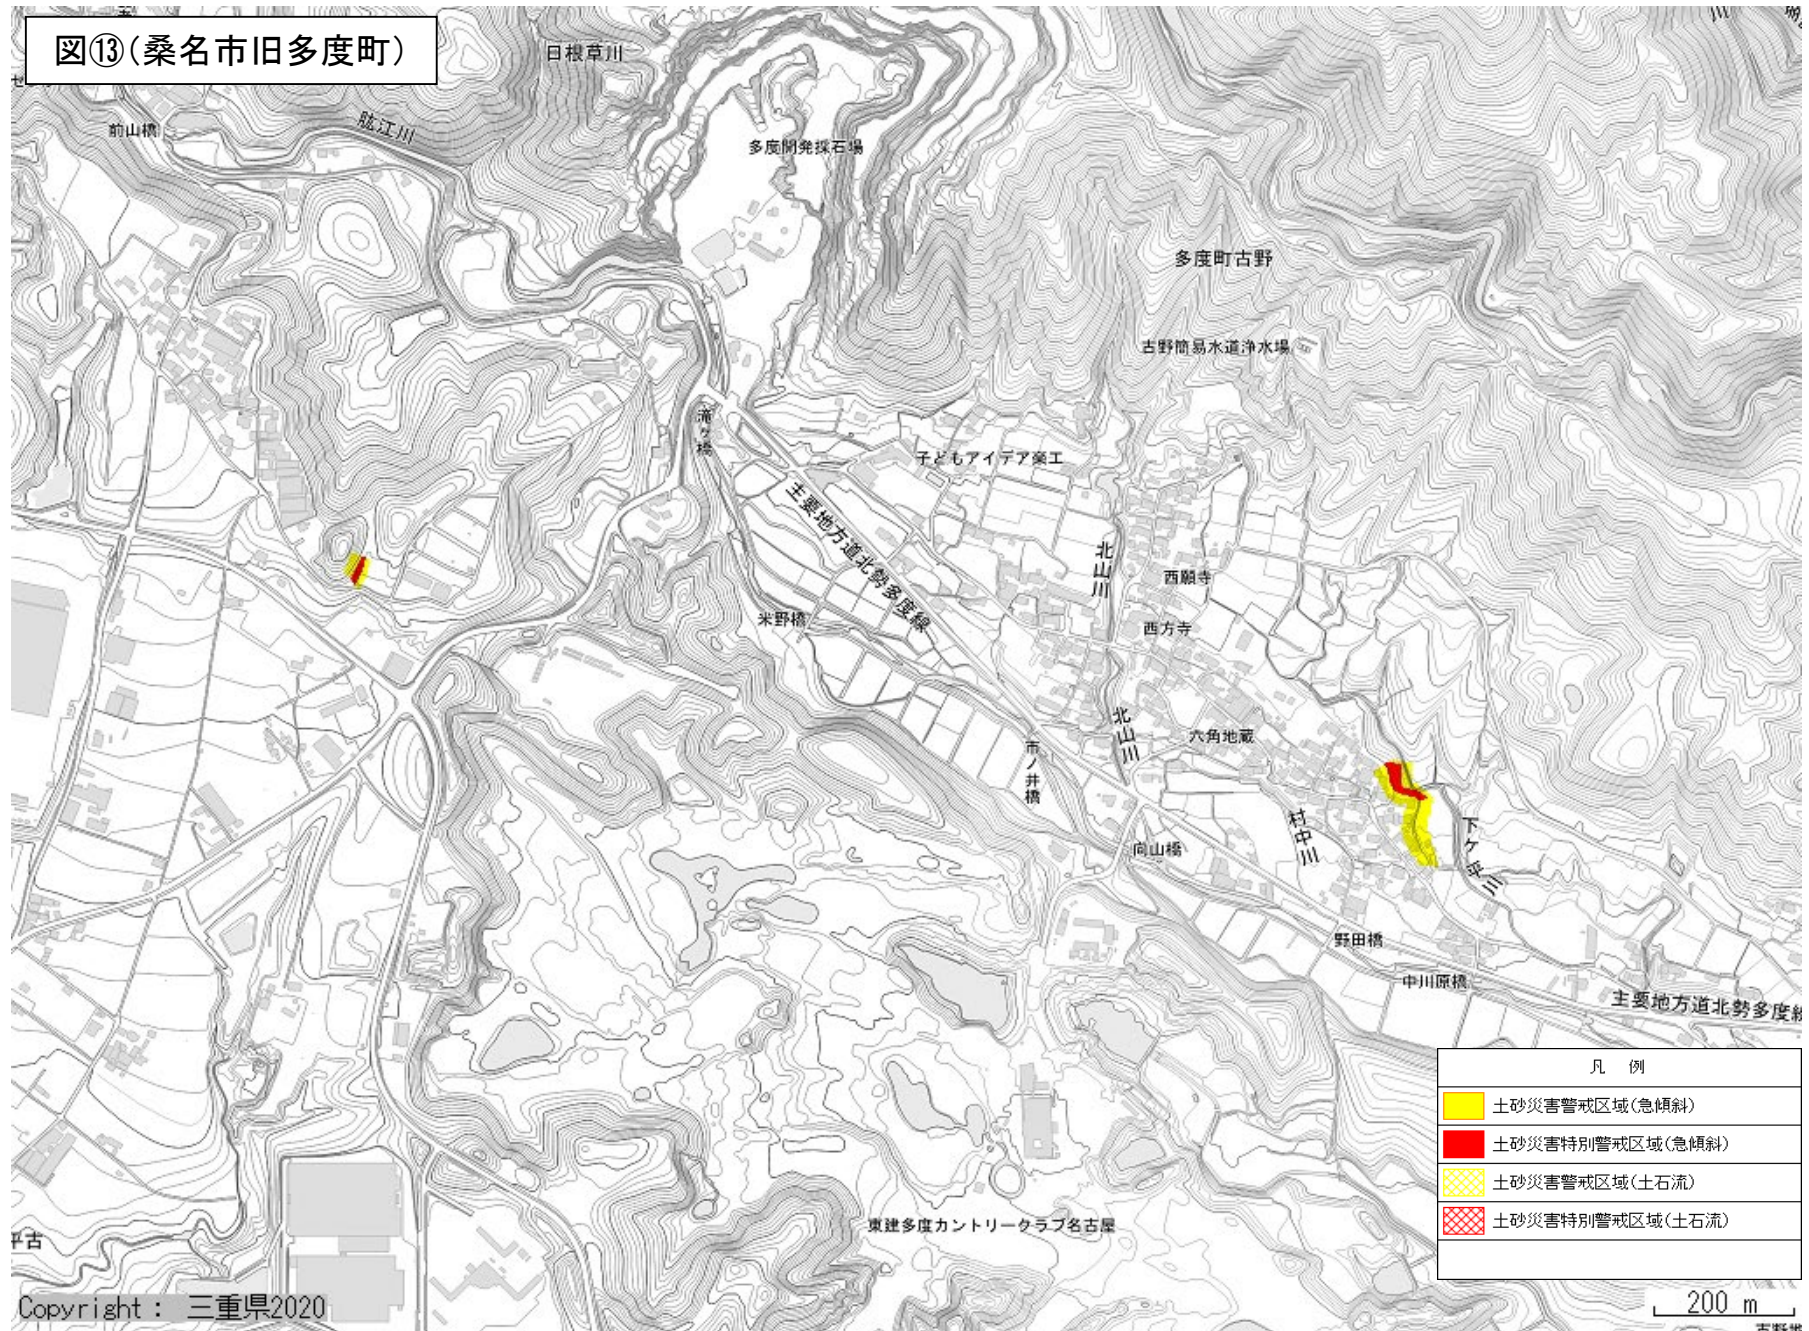 図⑬(桑名市旧多度町)
日根草川
肱江川
前山橋
多度開発採石場
多度町古野
古野簡易水道浄水場
滝ヶ橋
子どもアイデア楽工
主要地方道北勢多度線
北山川
西願寺
米野橋
西方寺
北山川
六角地蔵
市ノ井橋
村中川
下ケ平川
向山橋
野田橋
中川原橋
主要地方道北勢多度線
凡 例
土砂災害警戒区域(急傾斜)
土砂災害特別警戒区域(急傾斜)
土砂災害警戒区域(土石流)
土砂災害特別警戒区域(土石流)
東建多度カントリークラブ名古屋
平古
Copyright : 三重県2020
200 m